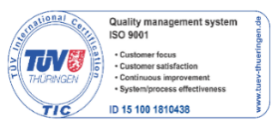 TÜV International Certification
TÜV
THÜRINGEN
TIC
Quality management system
ISO 9001
• Customer focus
• Customer satisfaction
• Continuous improvement
• System/process effectiveness
ID 15 100 1810438
www.tuev-thueringen.de